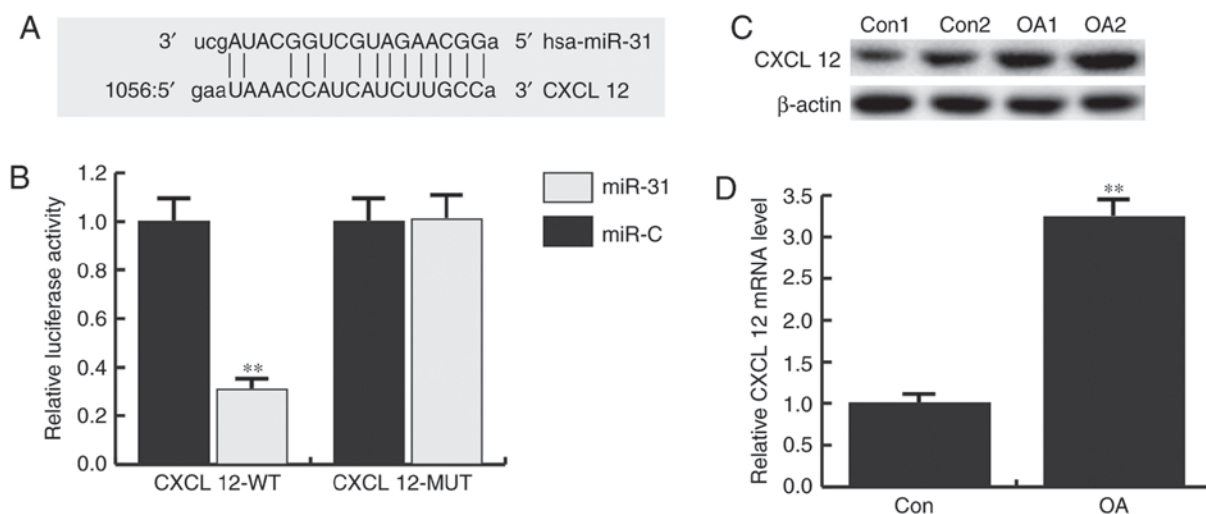 A
3′ ucgAUACGGUCGUAGAACGGa 5′ hsa-miR-31
1056:5′ gaaUAAACCAUCAUCUUGCCa 3′ CXCL 12
B
Relative luciferase activity
1.2
1.0
0.8
0.6
0.4
0.2
0.0
**
CXCL 12-WT
CXCL 12-MUT
miR-31
miR-C
C
Con1 Con2 OA1 OA2
CXCL 12
β-actin
D
Relative CXCL 12 mRNA level
3.5
3.0
2.5
2.0
1.5
1.0
0.5
0.0
**
Con
OA